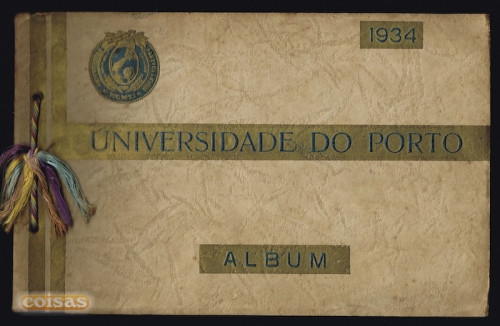 1934
UNIVERSIDADE DO PORTO
ALBUM
coisas